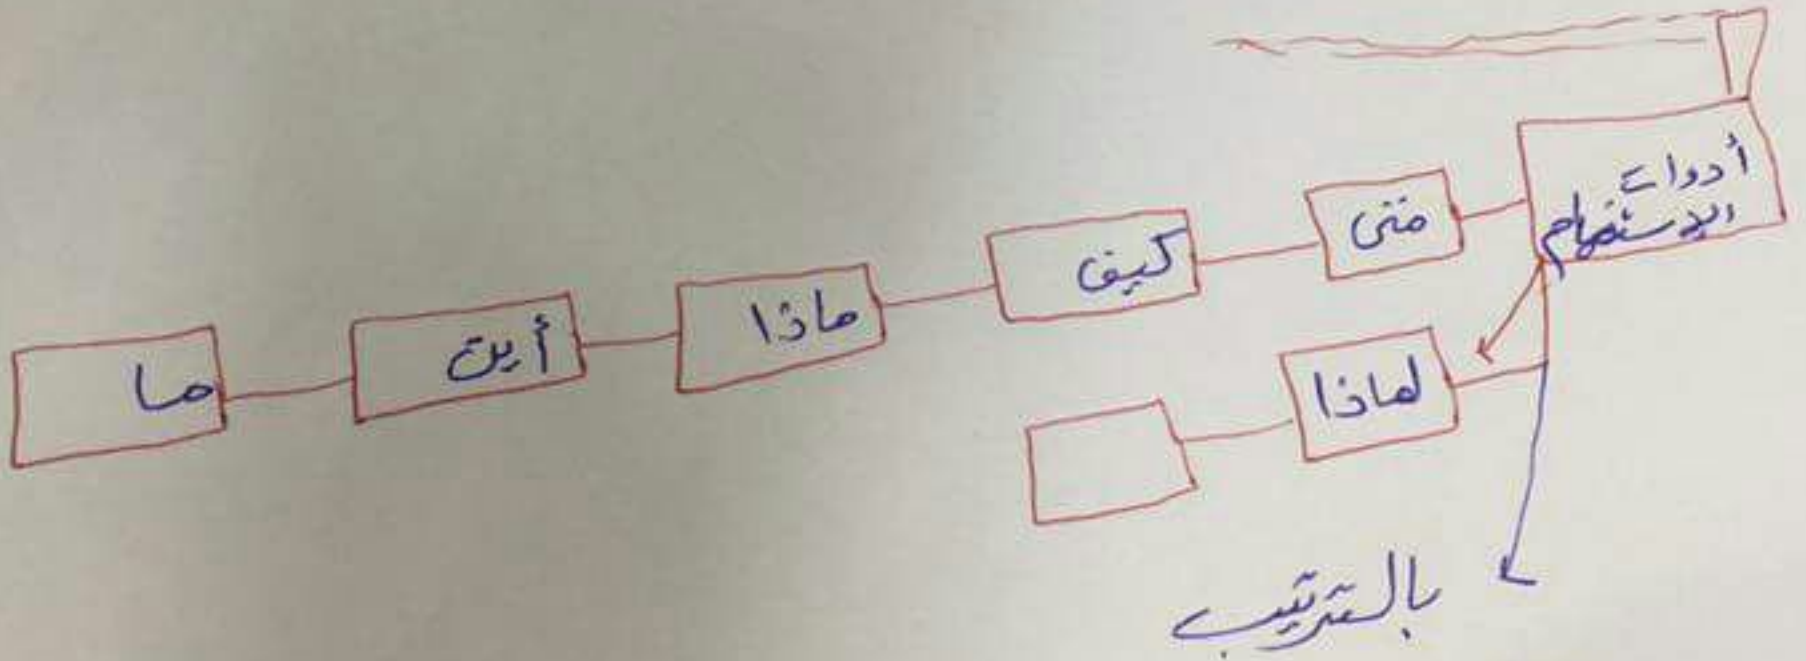 أدوات
الاستفهام
متى
كيف
ماذا
أين
ما
لماذا
بالترتيب